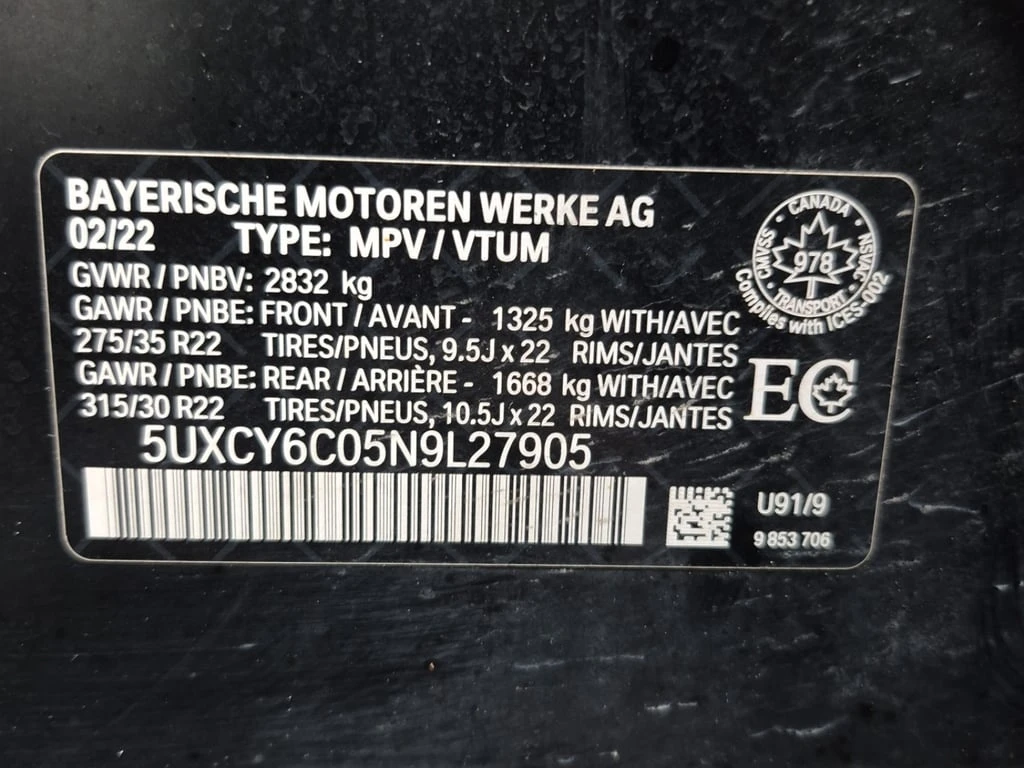 BAYERISCHE MOTOREN WERKE AG
02/22 TYPE: MPV / VTUM
GVWR / PNBV: 2832 kg
GAWR / PNBE: FRONT / AVANT - 1325 kg WITH/AVEC
275/35 R22 TIRES/PNEUS, 9.5J x 22 RIMS/JANTES
GAWR / PNBE: REAR / ARRIÈRE - 1668 kg WITH/AVEC
315/30 R22 TIRES/PNEUS, 10.5J x 22 RIMS/JANTES
5UXCY6C05N9L27905
CANADA
CMVSS
978
NSVAC
TRANSPORT
Complies with ICES-002
EC
U91/9
9 853 706